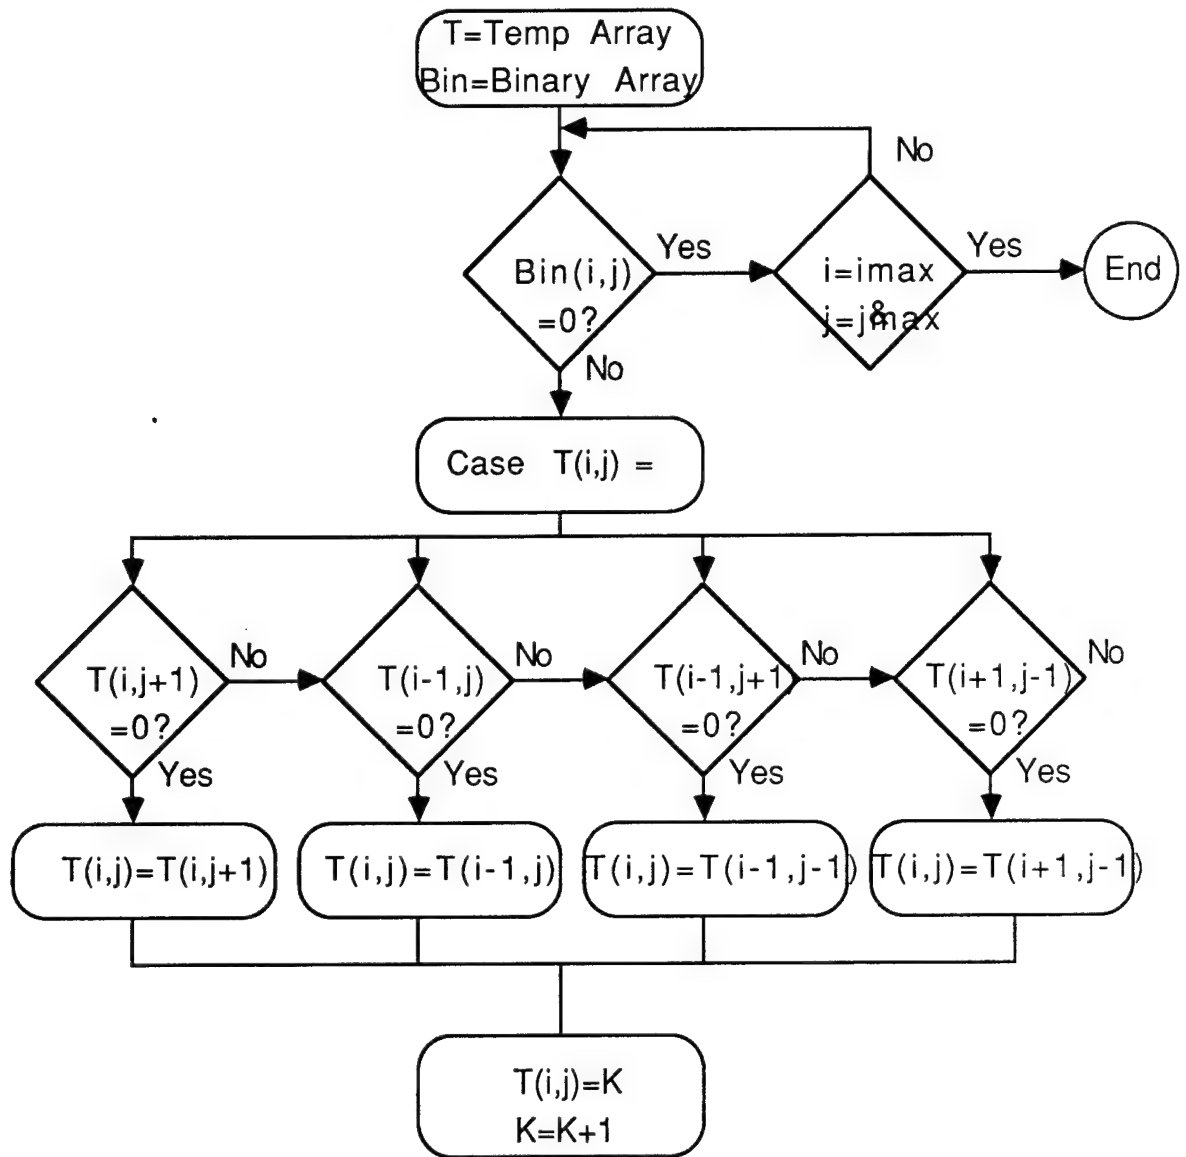 T=Temp Array
Bin=Binary Array
No
Bin(i,j)
=0?
Yes
i=imax
&
j=jmax
Yes
End
No
Case T(i,j) =
T(i,j+1)
=0?
No
T(i-1,j)
=0?
No
T(i-1,j+1)
=0?
No
T(i+1,j-1)
=0?
No
Yes
Yes
Yes
Yes
T(i,j)=T(i,j+1)
T(i,j)=T(i-1,j)
T(i,j)=T(i-1,j-1)
T(i,j)=T(i+1,j-1)
T(i,j)=K
K=K+1